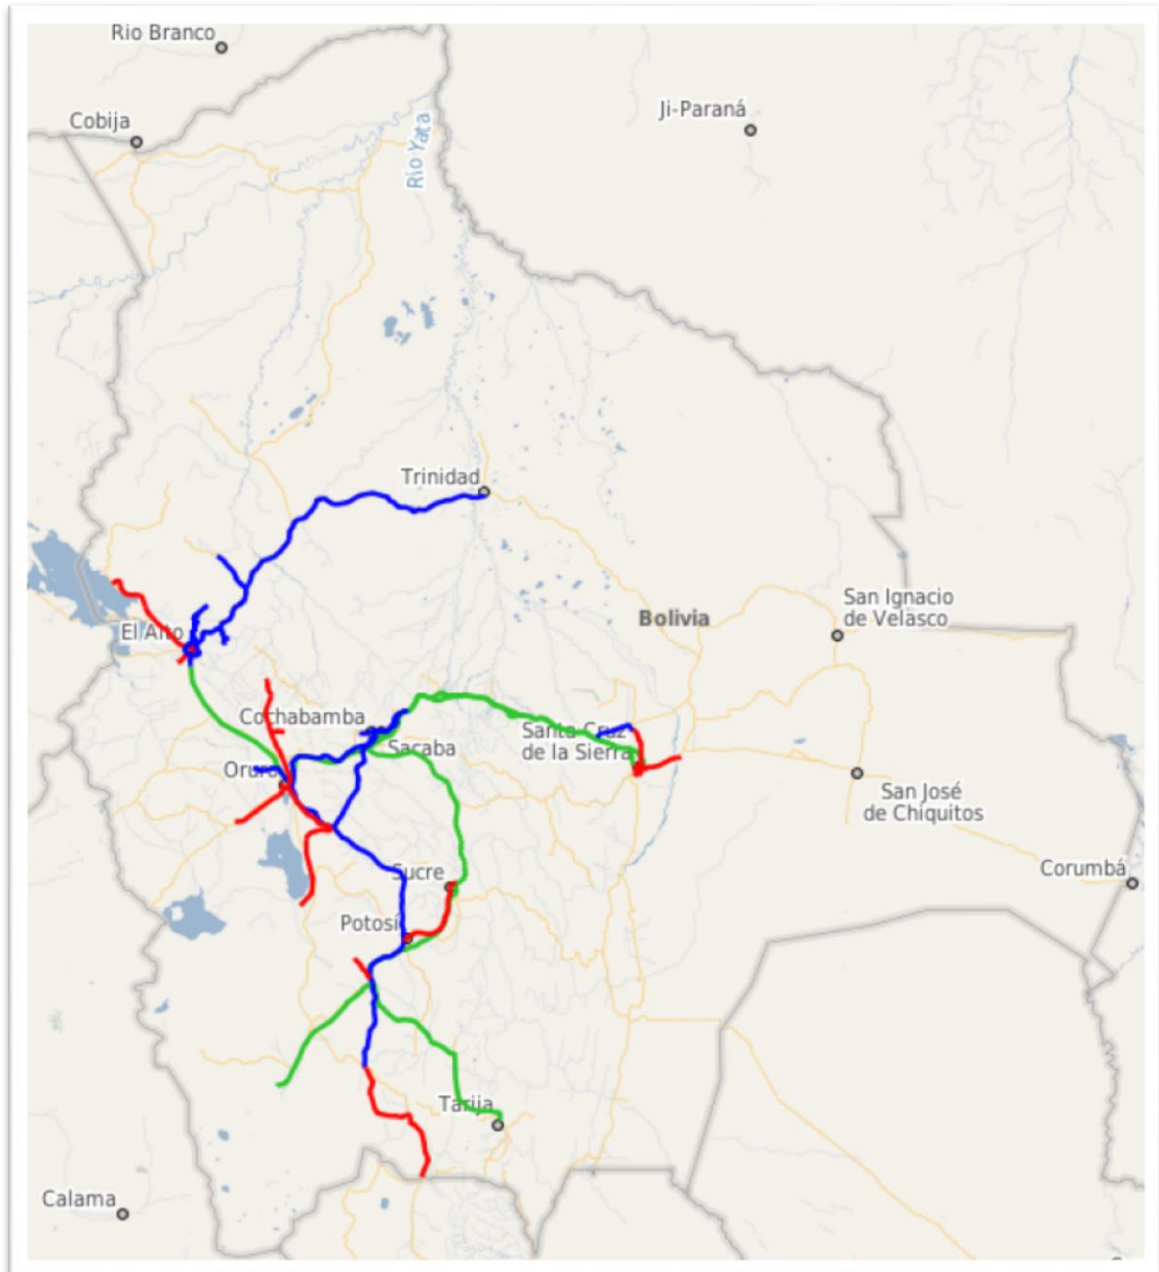 Rio Branco
Cobija
Río Yata
Ji-Paraná
Trinidad
San Ignacio
de Velasco
Bolivia
El Alto
Cochabamba
Sacaba
Santa Cruz
de la Sierra
Oruro
San José
de Chiquitos
Corumbá
Sucre
Potosí
Tarija
Calama